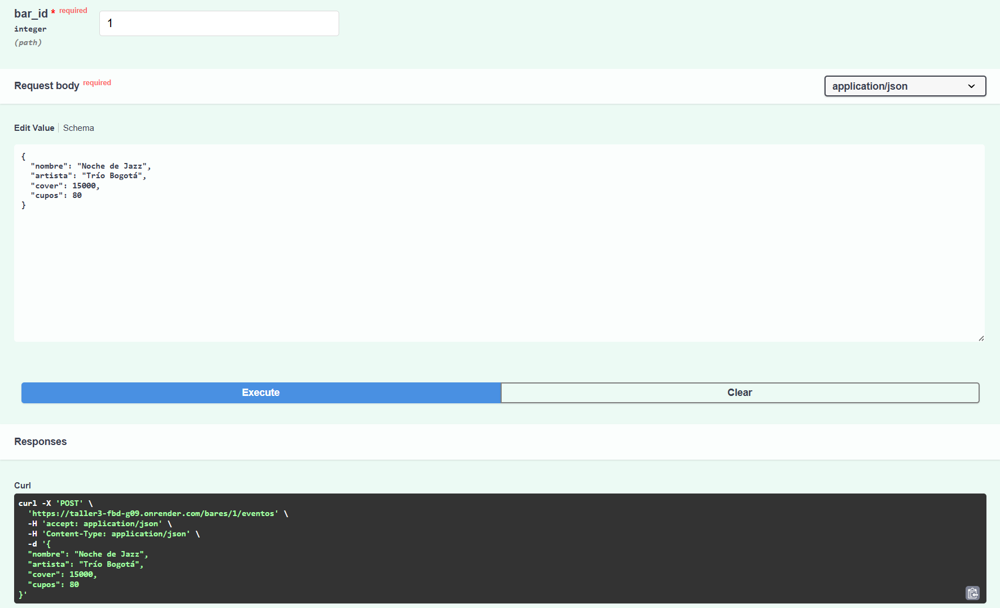 bar_id * required
integer
(path)
1
Request body required
application/json
Edit Value Schema
{
  "nombre": "Noche de Jazz",
  "artista": "Trío Bogotá",
  "cover": 15000,
  "cupos": 80
}
Execute
Clear
Responses
Curl
curl -X 'POST' \
  'https://taller3-fbd-g09.onrender.com/bares/1/eventos' \
  -H 'accept: application/json' \
  -H 'Content-Type: application/json' \
  -d '{
  "nombre": "Noche de Jazz",
  "artista": "Trío Bogotá",
  "cover": 15000,
  "cupos": 80
}'